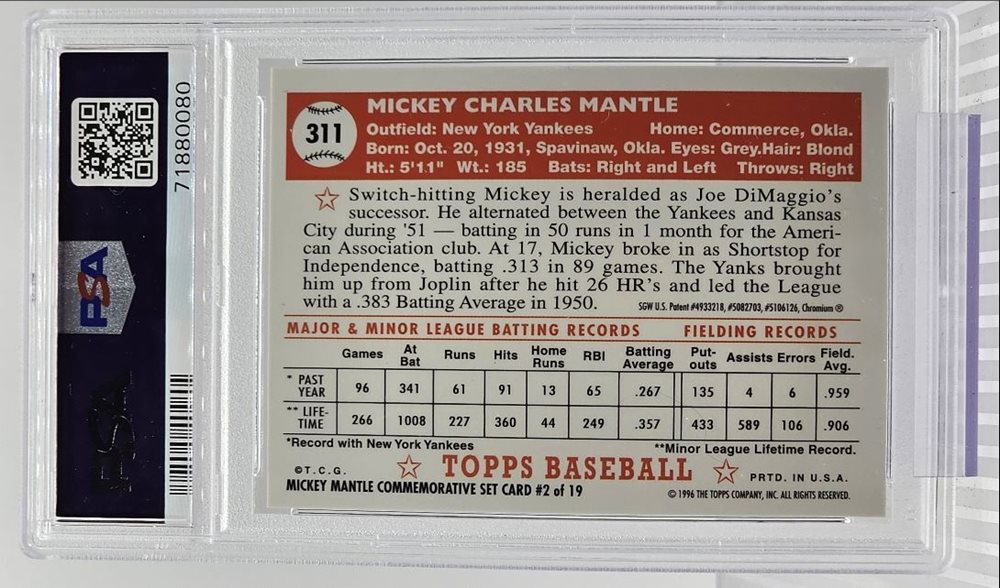 71880080
PSA
PSA
311
MICKEY CHARLES MANTLE
Outfield: New York Yankees Home: Commerce, Okla.
Born: Oct. 20, 1931, Spavinaw, Okla. Eyes: Grey.Hair: Blond
Ht.: 5'11" Wt.: 185 Bats: Right and Left Throws: Right
Switch-hitting Mickey is heralded as Joe DiMaggio's
successor. He alternated between the Yankees and Kansas
City during '51 — batting in 50 runs in 1 month for the Ameri-
can Association club. At 17, Mickey broke in as Shortstop for
Independence, batting .313 in 89 games. The Yanks brought
him up from Joplin after he hit 26 HR's and led the League
with a .383 Batting Average in 1950. SGW U.S. Patent #4933218, #5082703, #5106126, Chromium ®
MAJOR & MINOR LEAGUE BATTING RECORDS FIELDING RECORDS
Games At Bat Runs Hits Home Runs RBI Batting Average Put-outs Assists Errors Field. Avg.
* PAST YEAR 96 341 61 91 13 65 .267 135 4 6 .959
** LIFE-TIME 266 1008 227 360 44 249 .357 433 589 106 .906
*Record with New York Yankees **Minor League Lifetime Record.
©T.C.G. TOPPS BASEBALL PRTD. IN U.S.A.
MICKEY MANTLE COMMEMORATIVE SET CARD #2 of 19 © 1996 THE TOPPS COMPANY, INC. ALL RIGHTS RESERVED.